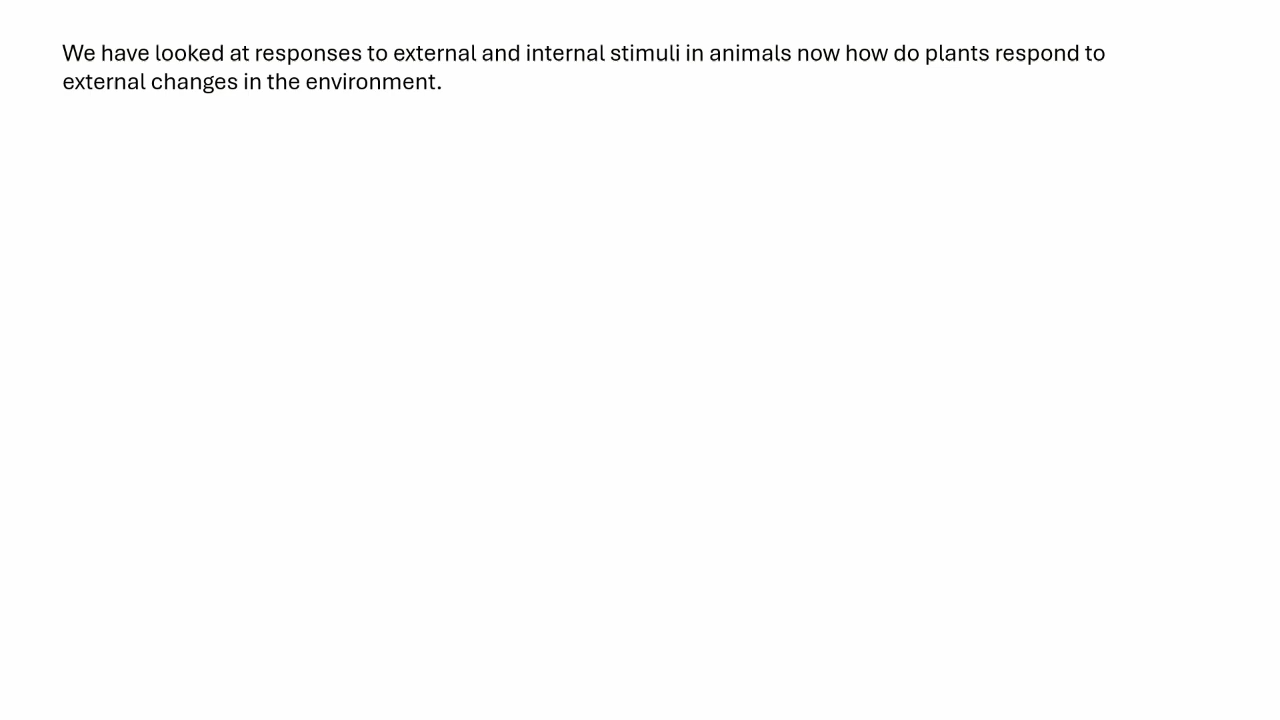 We have looked at responses to external and internal stimuli in animals now how do plants respond to
external changes in the environment.